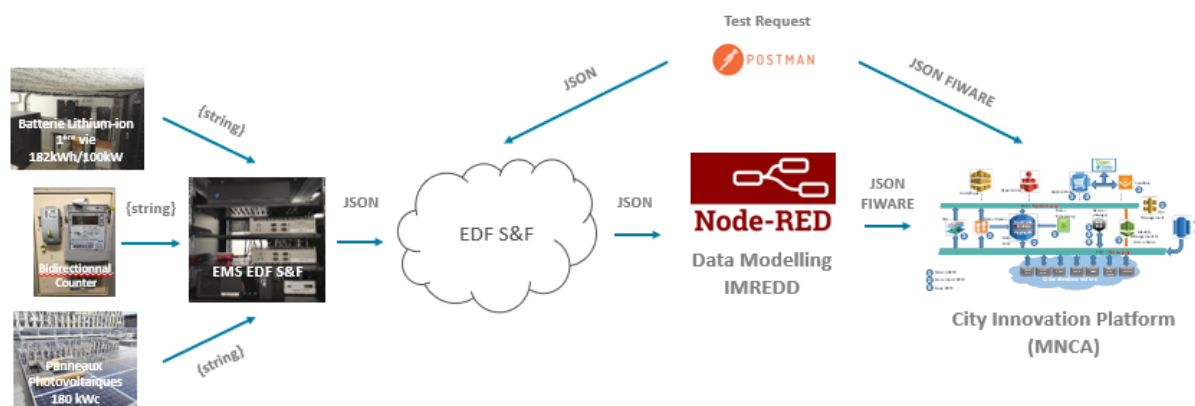 Test Request
POSTMAN
JSON
JSON FIWARE
{string}
Batterie Lithium-ion
1ère vie
182kWh/100kW
{string}
JSON
JSON
JSON
FIWARE
EDF S&F
Node-RED
EMS EDF S&F
Bidirectionnal
Counter
Data Modelling
IMREDD
City Innovation Platform
(MNCA)
{string}
Panneaux
Photovoltaïques
180 kWc